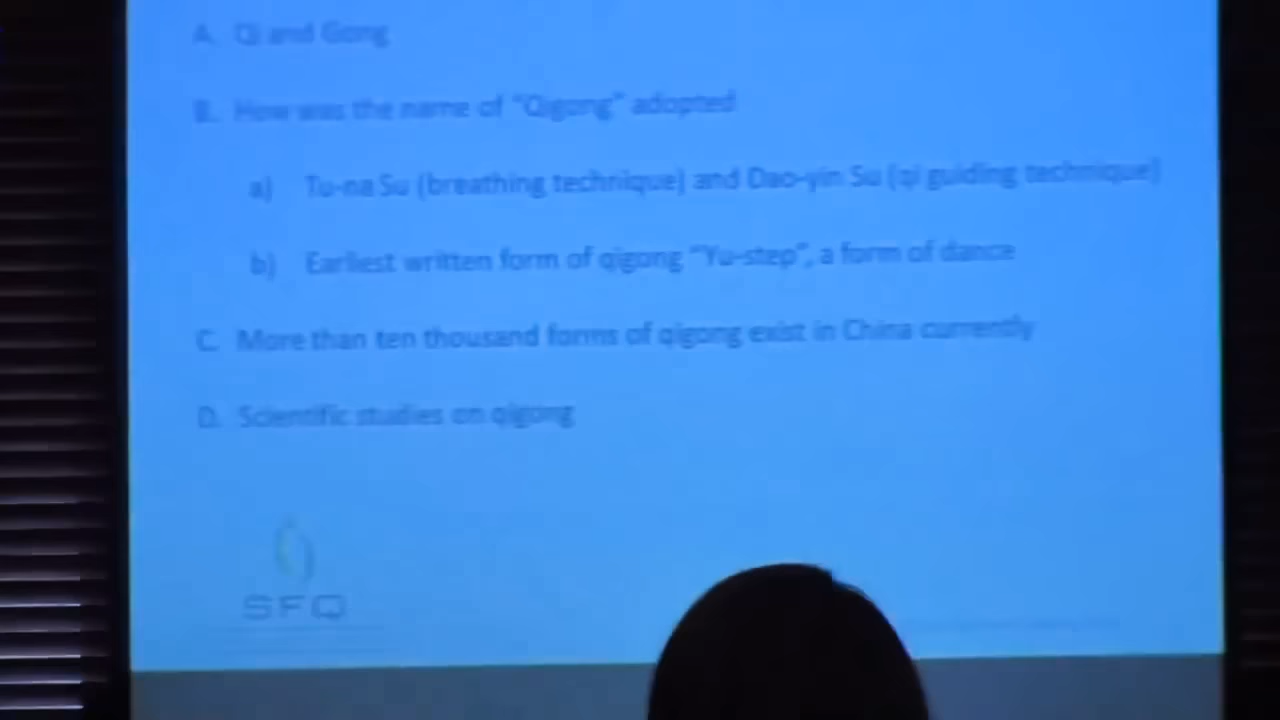 A. Qi and Gong
B. How was the name of "Qigong" adopted
a) Tu-na Su (breathing technique) and Dao-yin Su (qi guiding technique)
b) Earliest written form of qigong "Yu-step", a form of dance
C. More than ten thousand forms of qigong exist in China currently
D. Scientific studies on qigong
SFQ